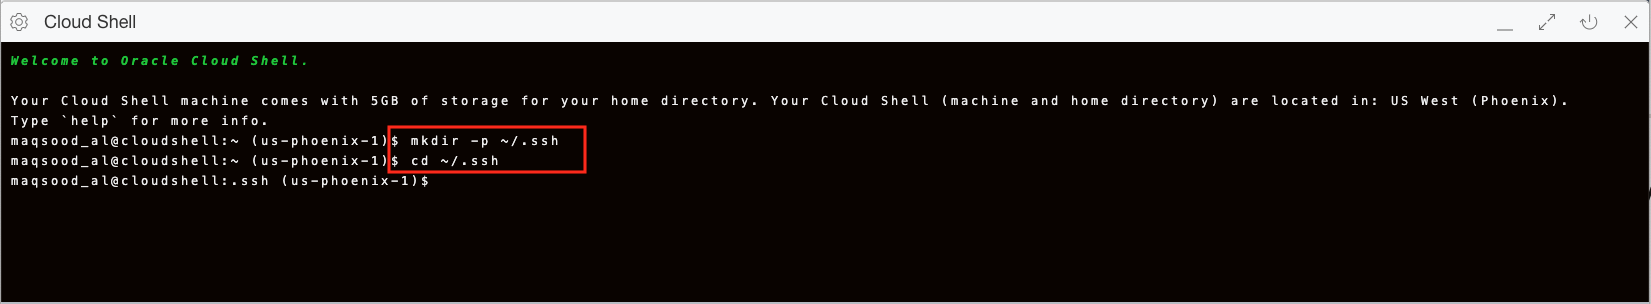 Cloud Shell
Welcome to Oracle Cloud Shell.
Your Cloud Shell machine comes with 5GB of storage for your home directory. Your Cloud Shell (machine and home directory) are located in: US West (Phoenix).
Type `help` for more info.
maqsood_al@cloudshell:~ (us-phoenix-1)$ mkdir -p ~/.ssh
maqsood_al@cloudshell:~ (us-phoenix-1)$ cd ~/.ssh
maqsood_al@cloudshell:.ssh (us-phoenix-1)$